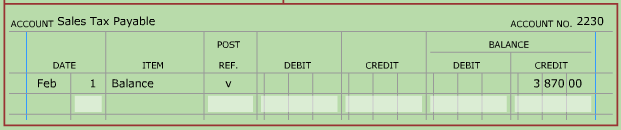 ACCOUNT Sales Tax Payable ACCOUNT NO. 2230
POST BALANCE
DATE ITEM REF. DEBIT CREDIT DEBIT CREDIT
Feb 1 Balance v 3 870 00